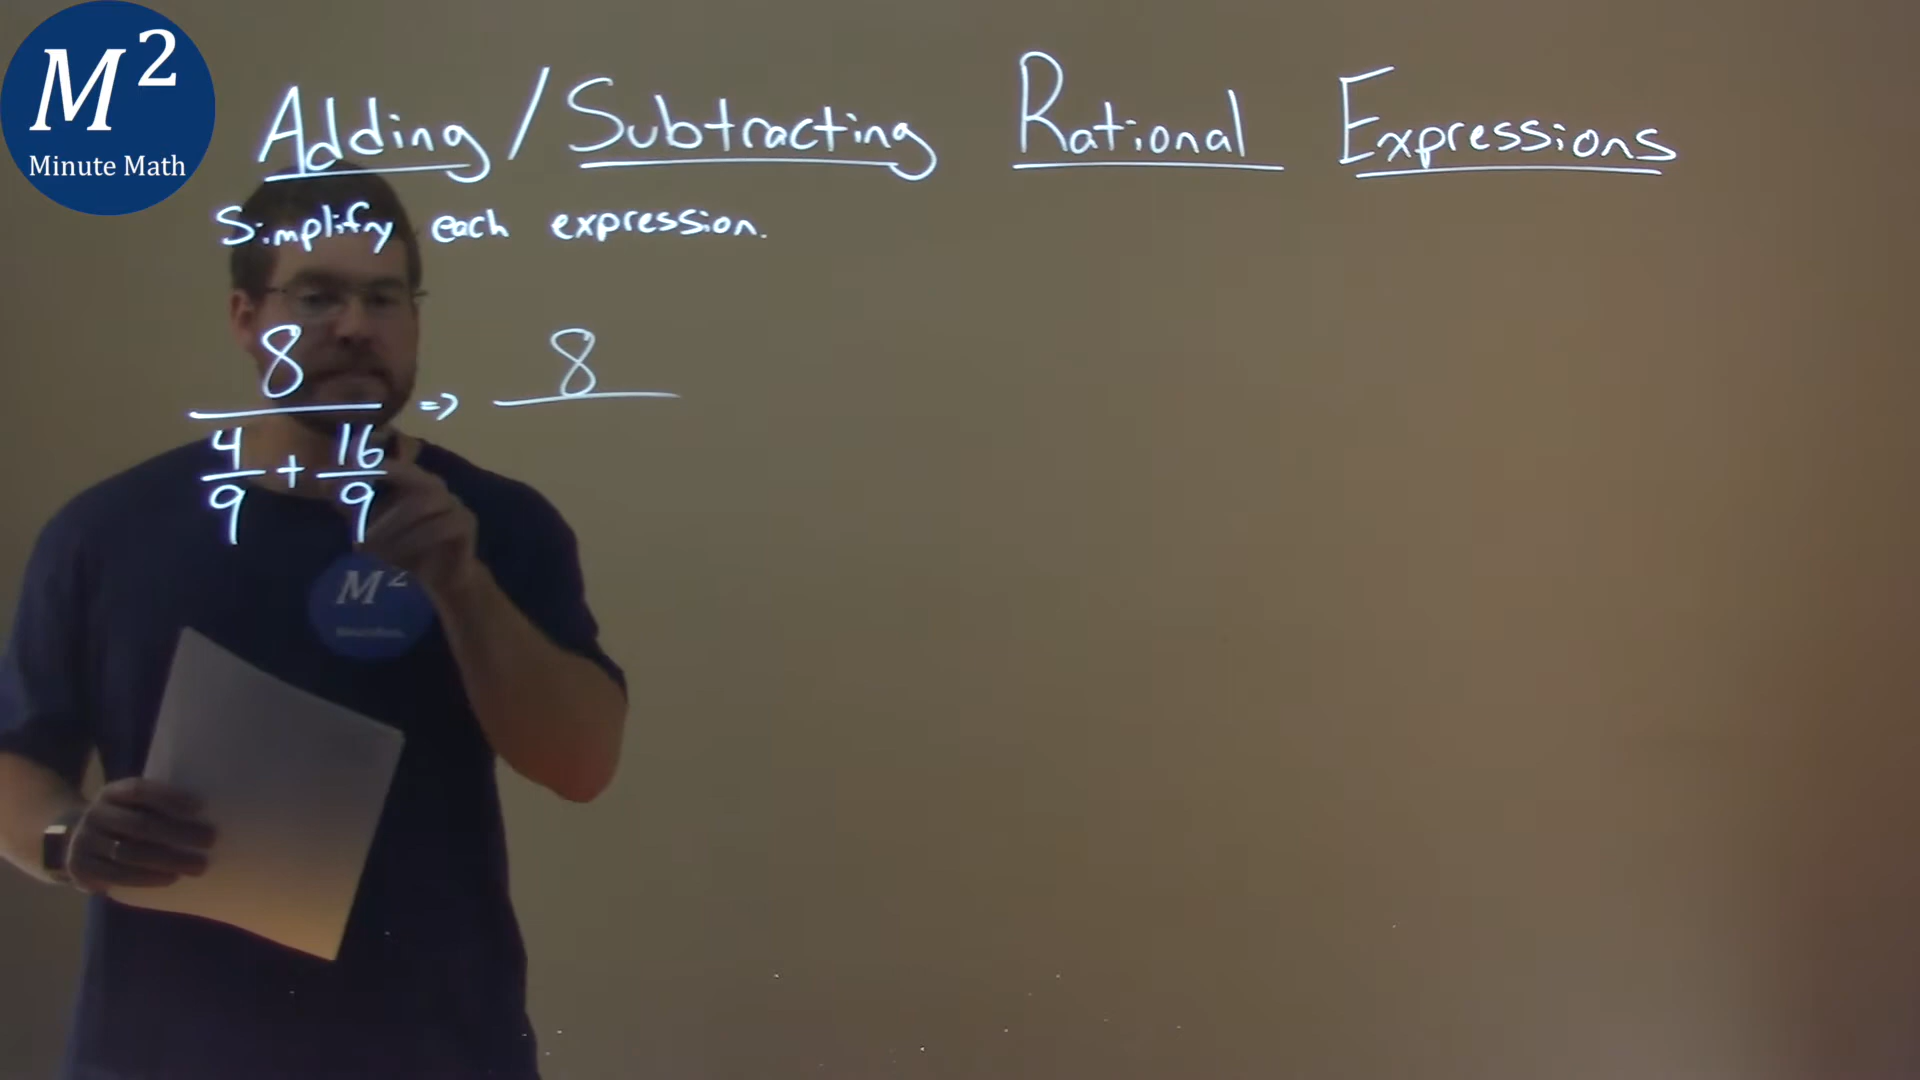 M²
Minute Math
Adding / Subtracting Rational Expressions
Simplify each expression.
8 8
=>
4 16
+
9 9
M²